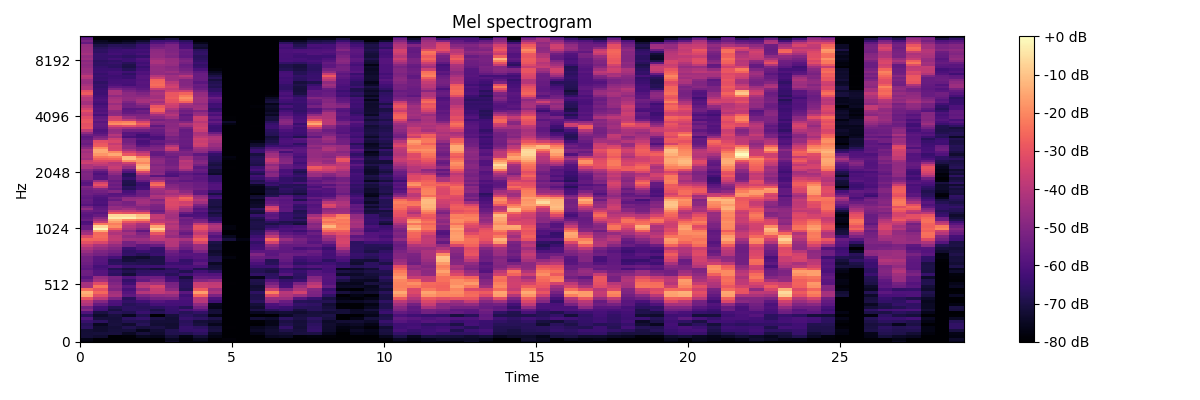 Mel spectrogram
+0 dB
8192
-10 dB
4096
-20 dB
-30 dB
Hz
2048
-40 dB
1024
-50 dB
-60 dB
512
-70 dB
0
-80 dB
0 5 10 15 20 25
Time